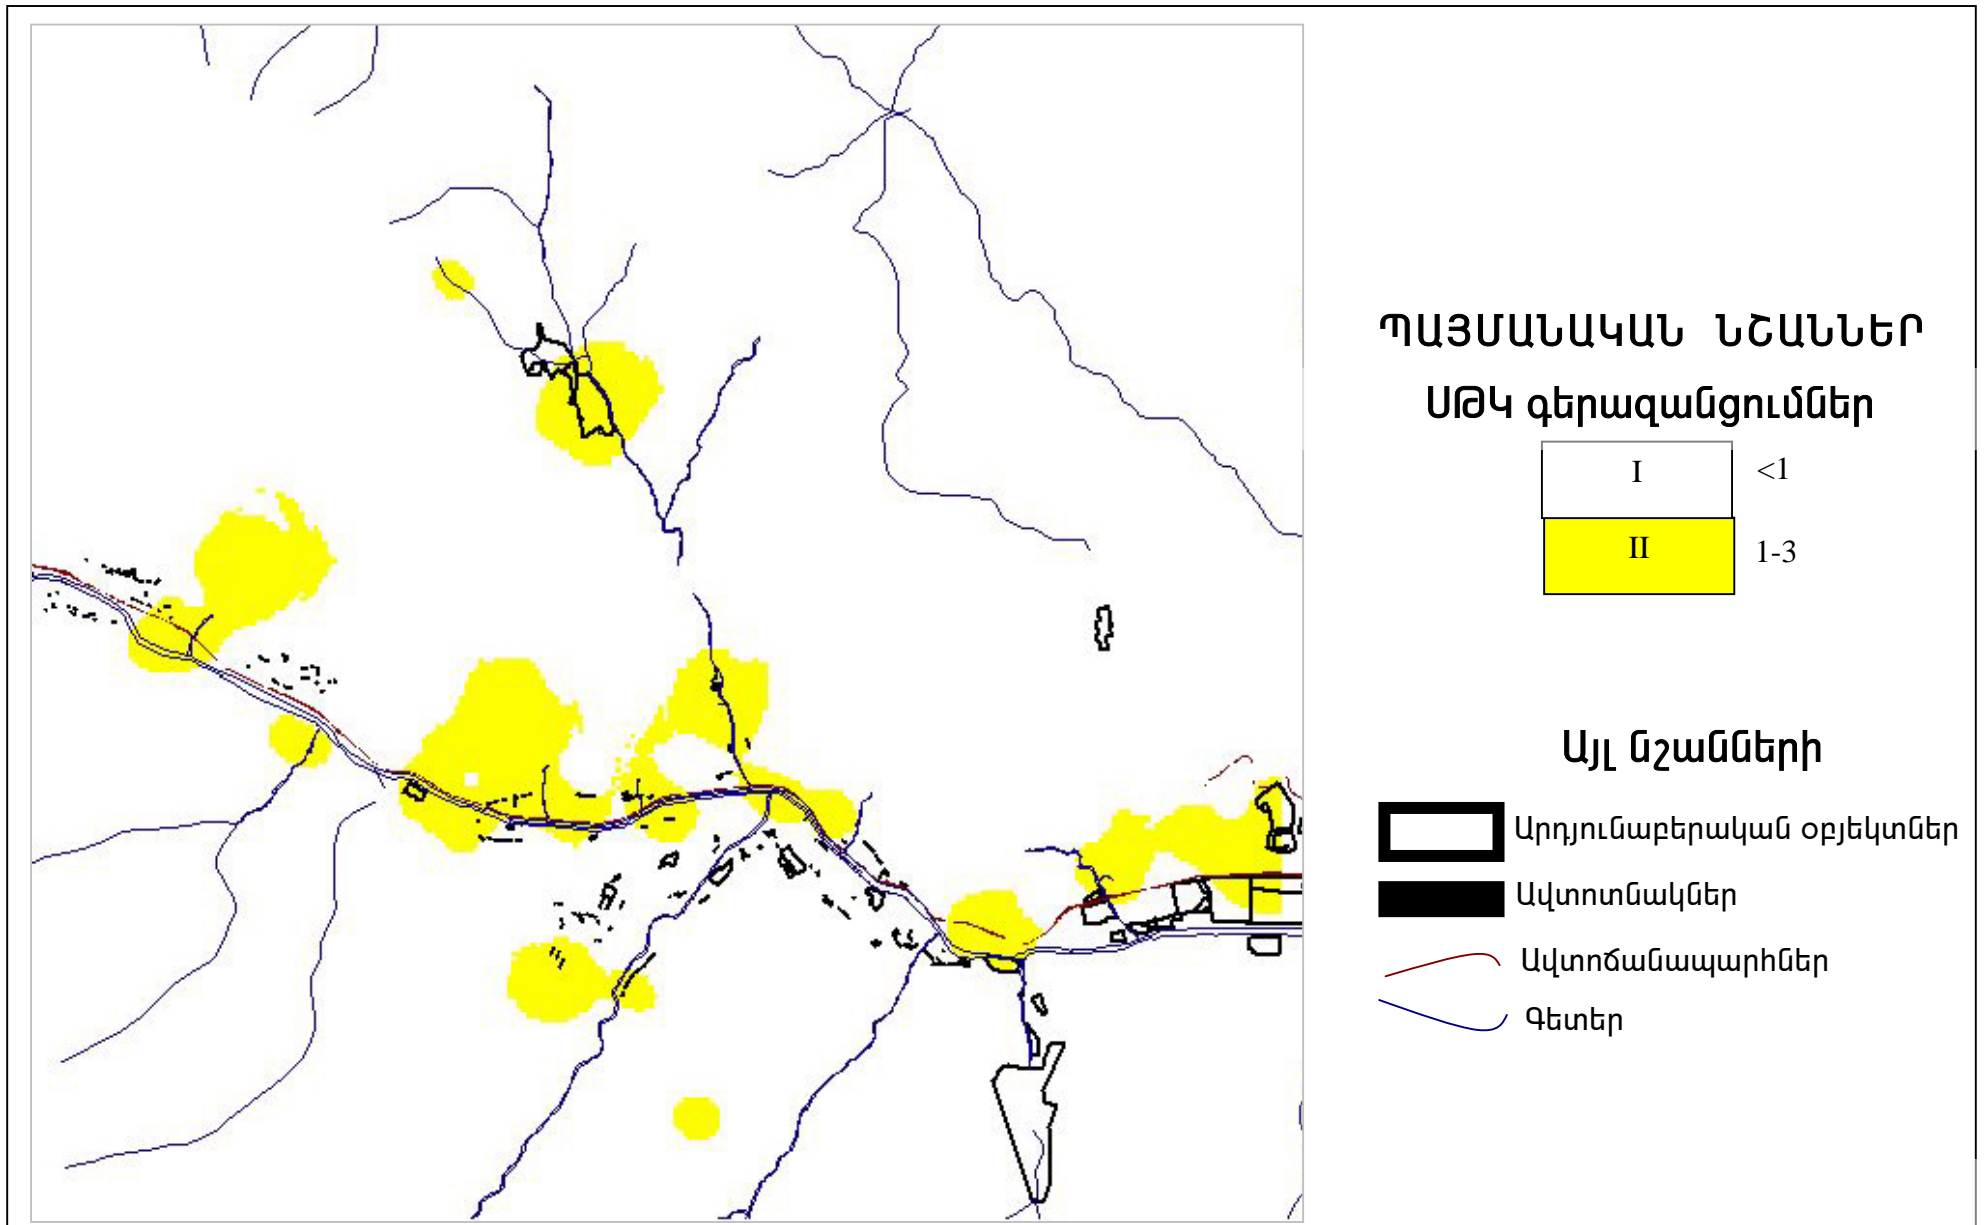 ՊԱՅՄԱՆԱԿԱՆ ՆՇԱՆՆԵՐ
ՍԹԿ գերազանցումներ
I <1
II 1-3
Այլ նշանների
Արդյունաբերական օբյեկտներ
Ավտոտնակներ
Ավտոճանապարհներ
Գետեր